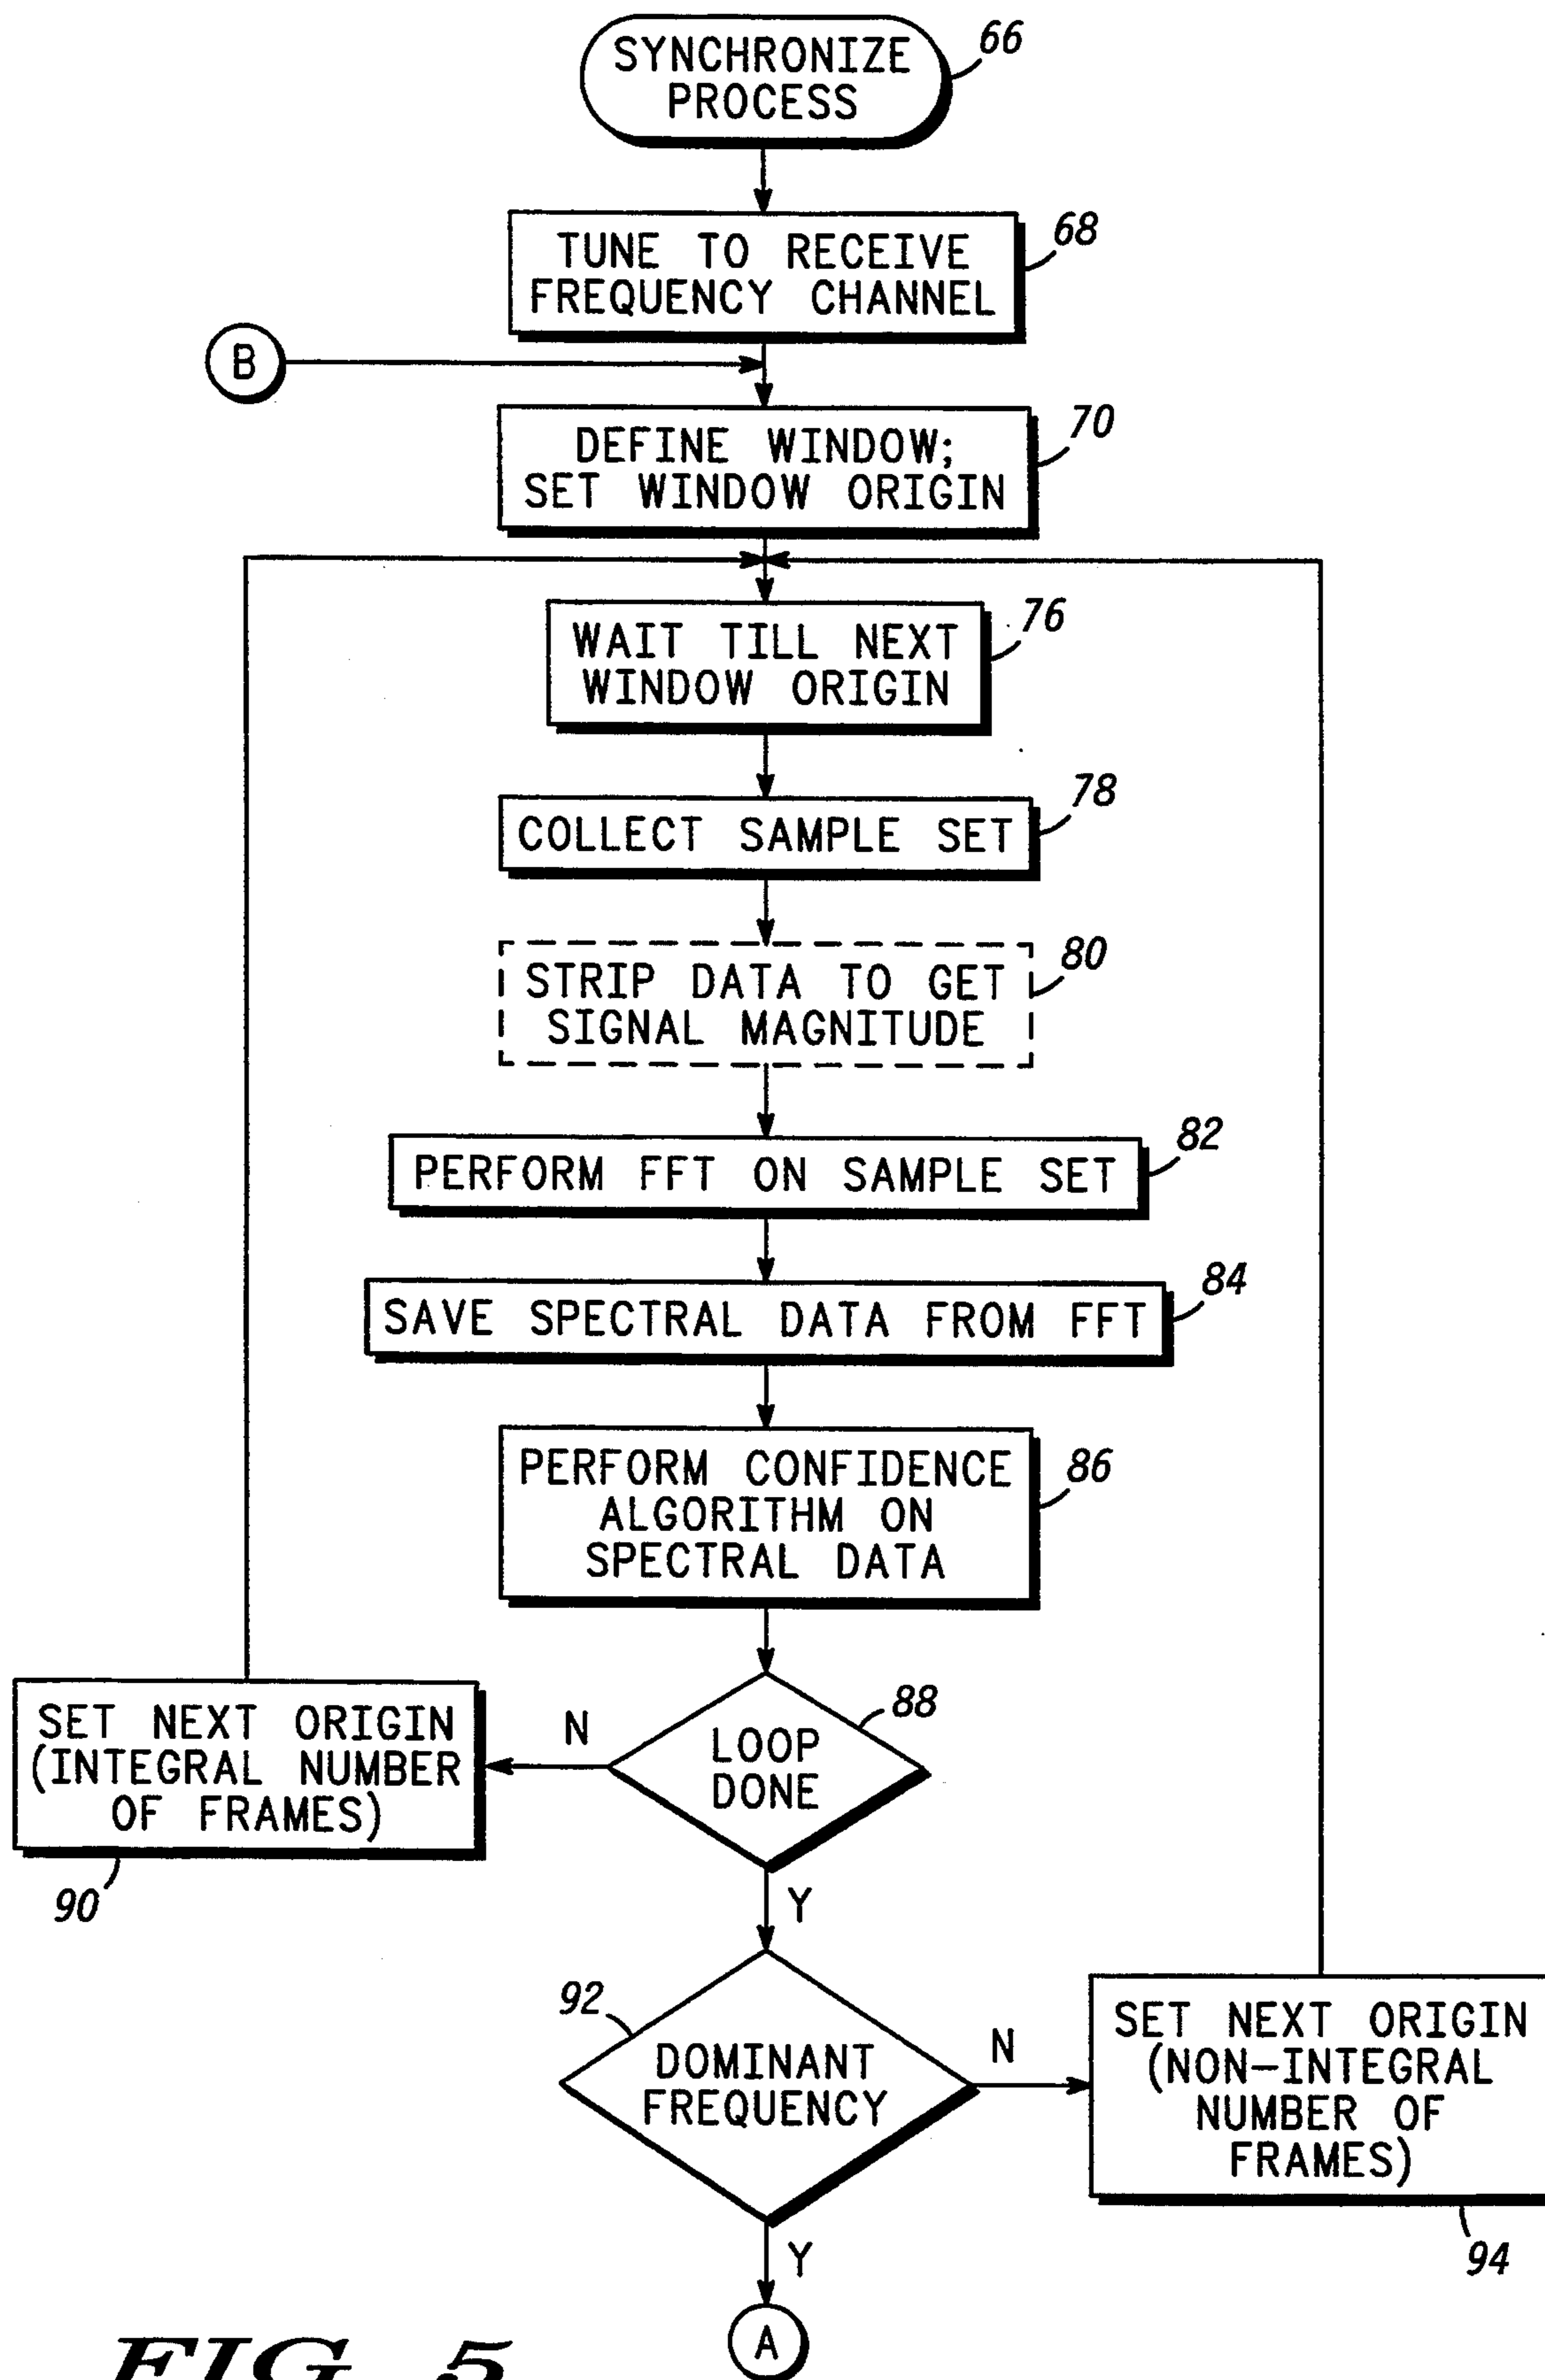 SYNCHRONIZE
PROCESS
66
TUNE TO RECEIVE
FREQUENCY CHANNEL
68
B
DEFINE WINDOW;
SET WINDOW ORIGIN
70
WAIT TILL NEXT
WINDOW ORIGIN
76
COLLECT SAMPLE SET
78
STRIP DATA TO GET
SIGNAL MAGNITUDE
80
PERFORM FFT ON SAMPLE SET
82
SAVE SPECTRAL DATA FROM FFT
84
PERFORM CONFIDENCE
ALGORITHM ON
SPECTRAL DATA
86
LOOP
DONE
88
N
SET NEXT ORIGIN
(INTEGRAL NUMBER
OF FRAMES)
90
Y
92
DOMINANT
FREQUENCY
N
SET NEXT ORIGIN
(NON-INTEGRAL
NUMBER OF
FRAMES)
94
Y
A
FIG. 5